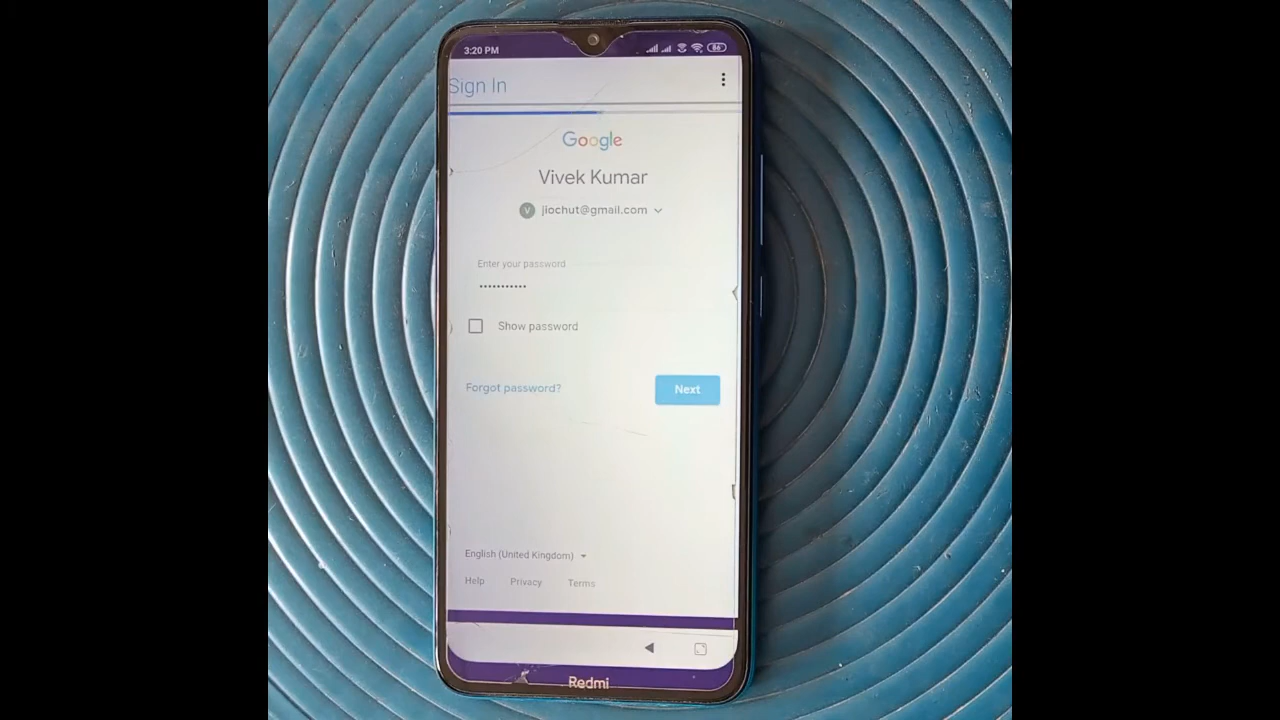 3:20 PM
86
Sign In
Google
Vivek Kumar
V
jiochut@gmail.com
Enter your password
•••••••••••
Show password
Forgot password?
Next
English (United Kingdom)
Help Privacy Terms
Redmi